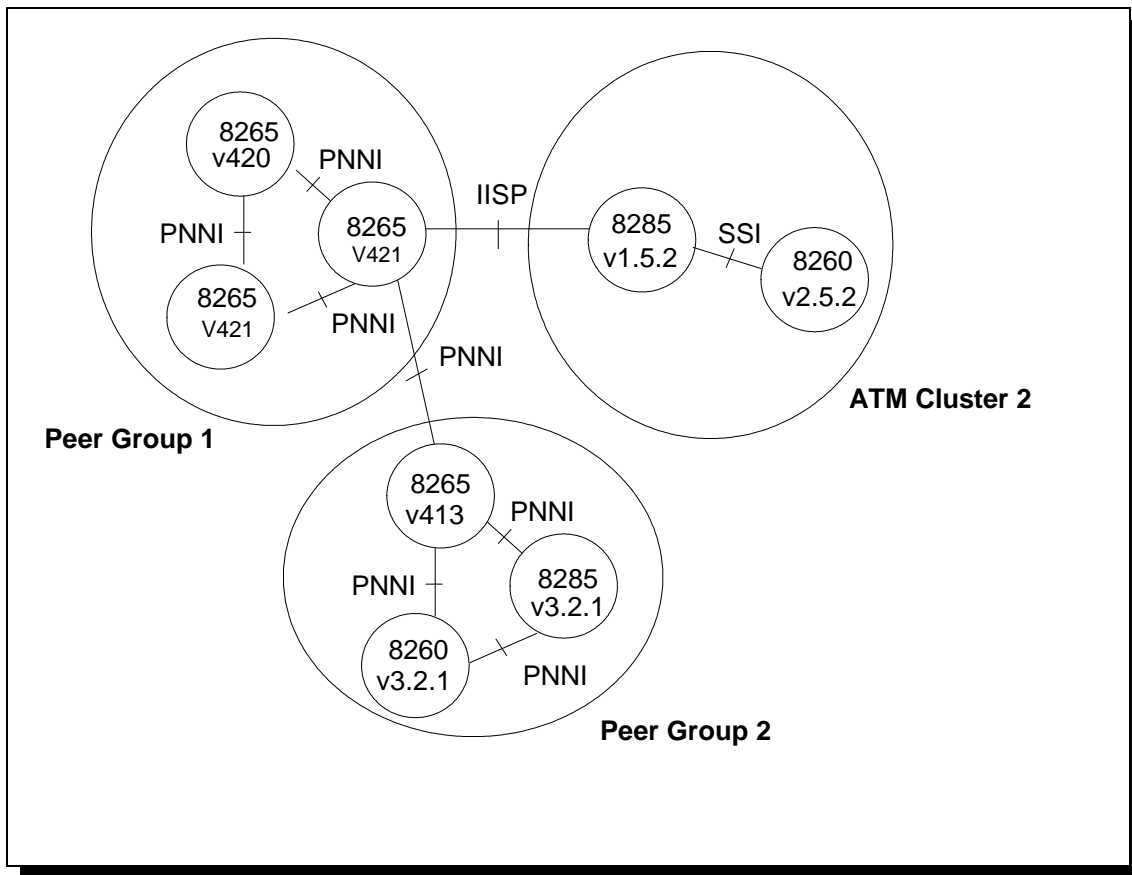 8265
v420
PNNI
PNNI
8265
V421
8265
V421
PNNI
IISP
8285
v1.5.2
SSI
8260
v2.5.2
PNNI
ATM Cluster 2
Peer Group 1
8265
v413
PNNI
PNNI
8285
v3.2.1
8260
v3.2.1
PNNI
Peer Group 2